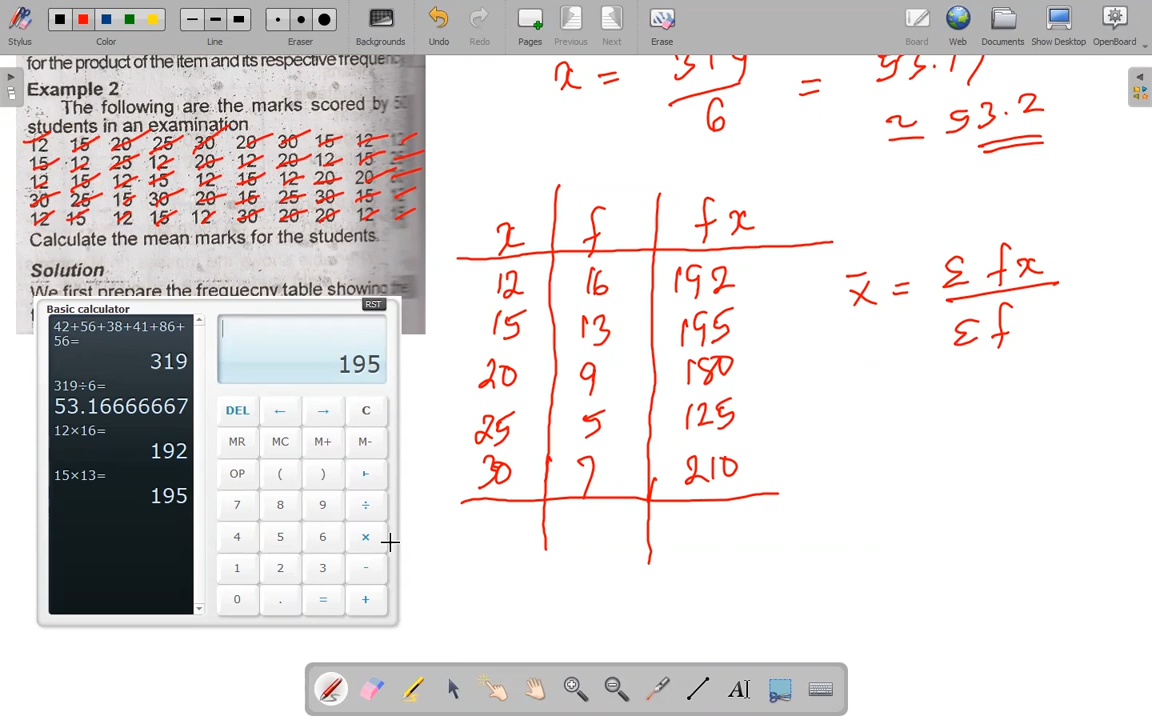 Stylus Color Line Eraser Backgrounds Undo Redo Pages Previous Next Erase Board Web Documents Show Desktop OpenBoard
for the product of the item and its respective
Example 2
The following are the marks scored by 50
students in an examination
12 15 20 25 30 20 30 15 12
15 12 25 12 20 12 20 12 15
12 15 12 15 12 15 12 20 20
30 25 15 30 20 15 25 30 15 12
12 15 12 15 12 30 20 20 12 15
Calculate the mean marks for the students.
Solution
We first prepare the frequecny table showing
Basic calculator
RST
42+56+38+41+86+
56=
319
319÷6=
53.16666667
12×16=
192
15×13=
195
195
DEL ← → C
MR MC M+ M-
OP ( )
7 8 9 ÷
4 5 6 ×
1 2 3 -
0 . = +
x = 319/6 = 53.17
≈ 53.2
x f fx
12 16 192
15 13 195
20 9 180
25 5 125
30 7 210
x̄ = Σfx / Σf
AI